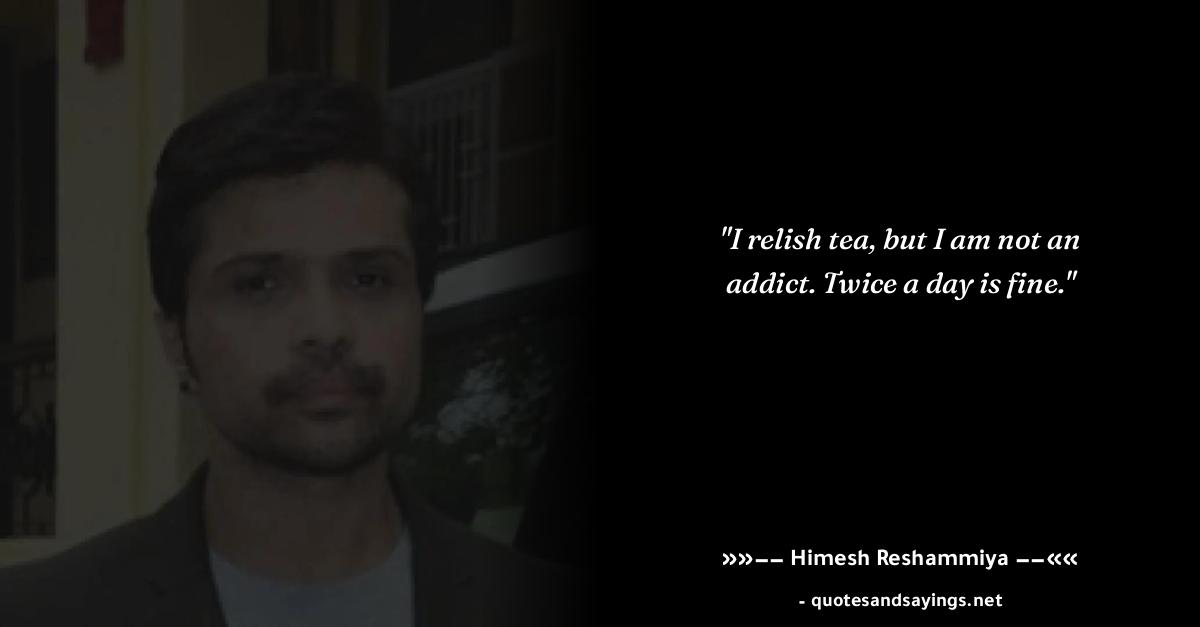 "I relish tea, but I am not an
addict. Twice a day is fine."
»»−− Himesh Reshammiya −−««
- quotesandsayings.net